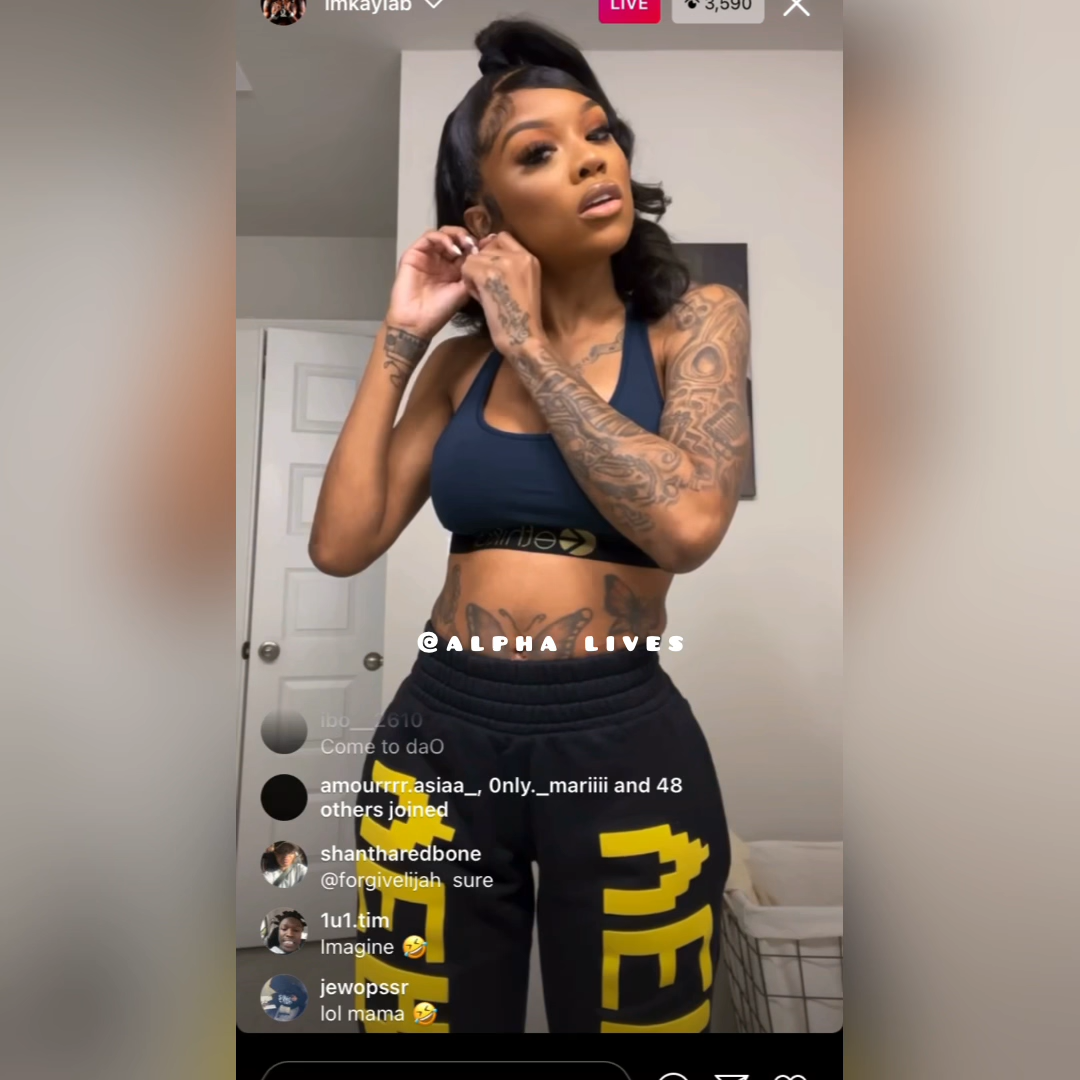 imkaylab
LIVE
3,590
@ALPHA LIVES
ibo__2610
Come to daO
amourrrr.asiaa_, 0nly._mariiii and 48
others joined
shantharedbone
@forgivelijah sure
1u1.tim
Imagine 🤣
jewopssr
lol mama 🤣